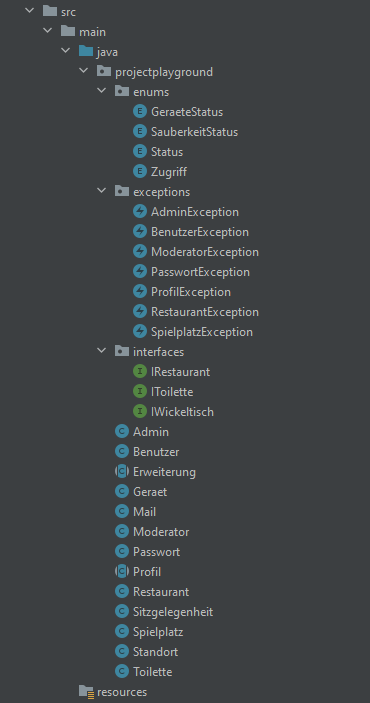 src
main
java
projectplayground
enums
GeraeteStatus
SauberkeitStatus
Status
Zugriff
exceptions
AdminException
BenutzerException
ModeratorException
PasswortException
ProfilException
RestaurantException
SpielplatzException
interfaces
IRestaurant
IToilette
IWickeltisch
Admin
Benutzer
Erweiterung
Geraet
Mail
Moderator
Passwort
Profil
Restaurant
Sitzgelegenheit
Spielplatz
Standort
Toilette
resources